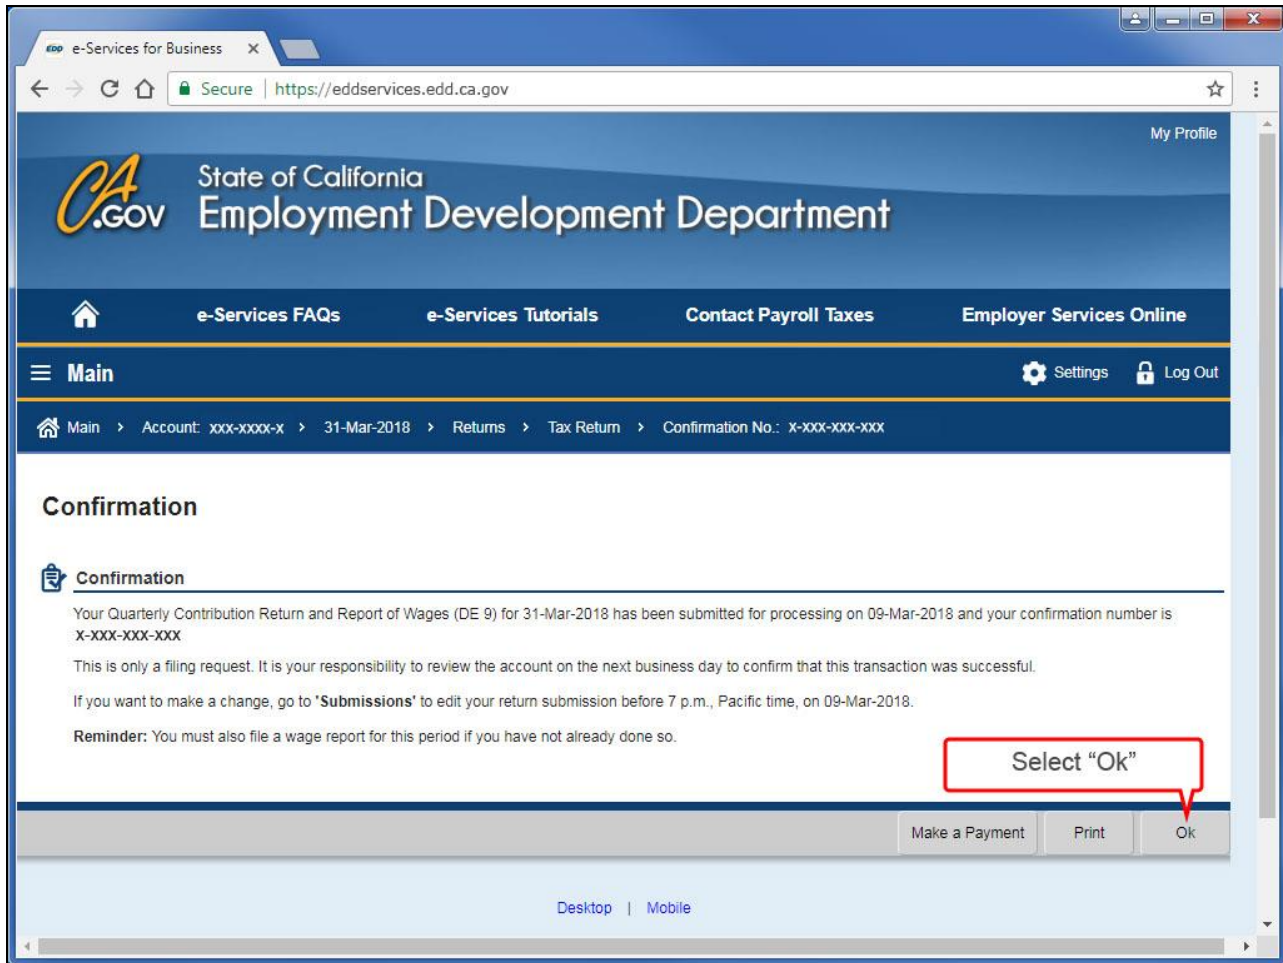 EDD e-Services for Business
Secure | https://eddservices.edd.ca.gov
My Profile
CA.GOV
State of California
Employment Development Department
e-Services FAQs e-Services Tutorials Contact Payroll Taxes Employer Services Online
Main Settings Log Out
Main > Account: xxx-xxxx-x > 31-Mar-2018 > Returns > Tax Return > Confirmation No.: x-xxx-xxx-xxx
Confirmation
Confirmation
Your Quarterly Contribution Return and Report of Wages (DE 9) for 31-Mar-2018 has been submitted for processing on 09-Mar-2018 and your confirmation number is
x-xxx-xxx-xxx
This is only a filing request. It is your responsibility to review the account on the next business day to confirm that this transaction was successful.
If you want to make a change, go to 'Submissions' to edit your return submission before 7 p.m., Pacific time, on 09-Mar-2018.
Reminder: You must also file a wage report for this period if you have not already done so.
Select “Ok”
Make a Payment Print Ok
Desktop | Mobile